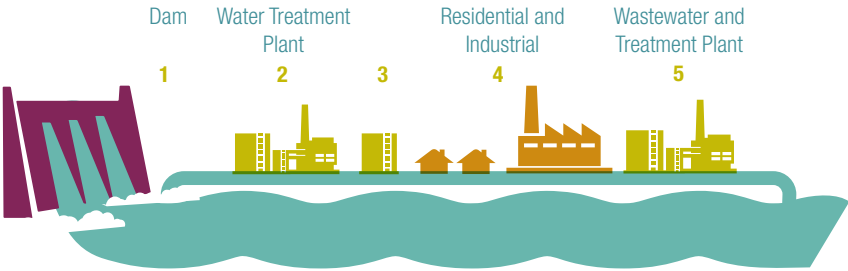 Dam
Water Treatment
Plant
Residential and
Industrial
Wastewater and
Treatment Plant
1
2
3
4
5